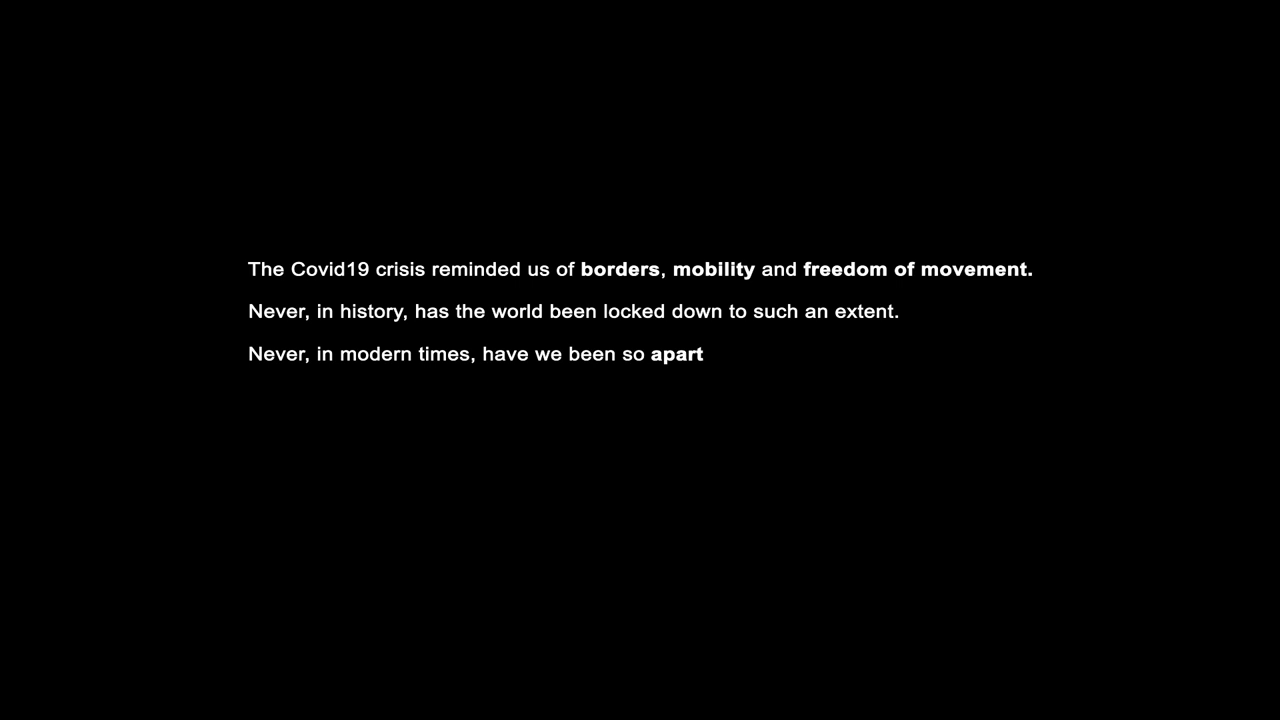 The Covid19 crisis reminded us of borders, mobility and freedom of movement.
Never, in history, has the world been locked down to such an extent.
Never, in modern times, have we been so apart